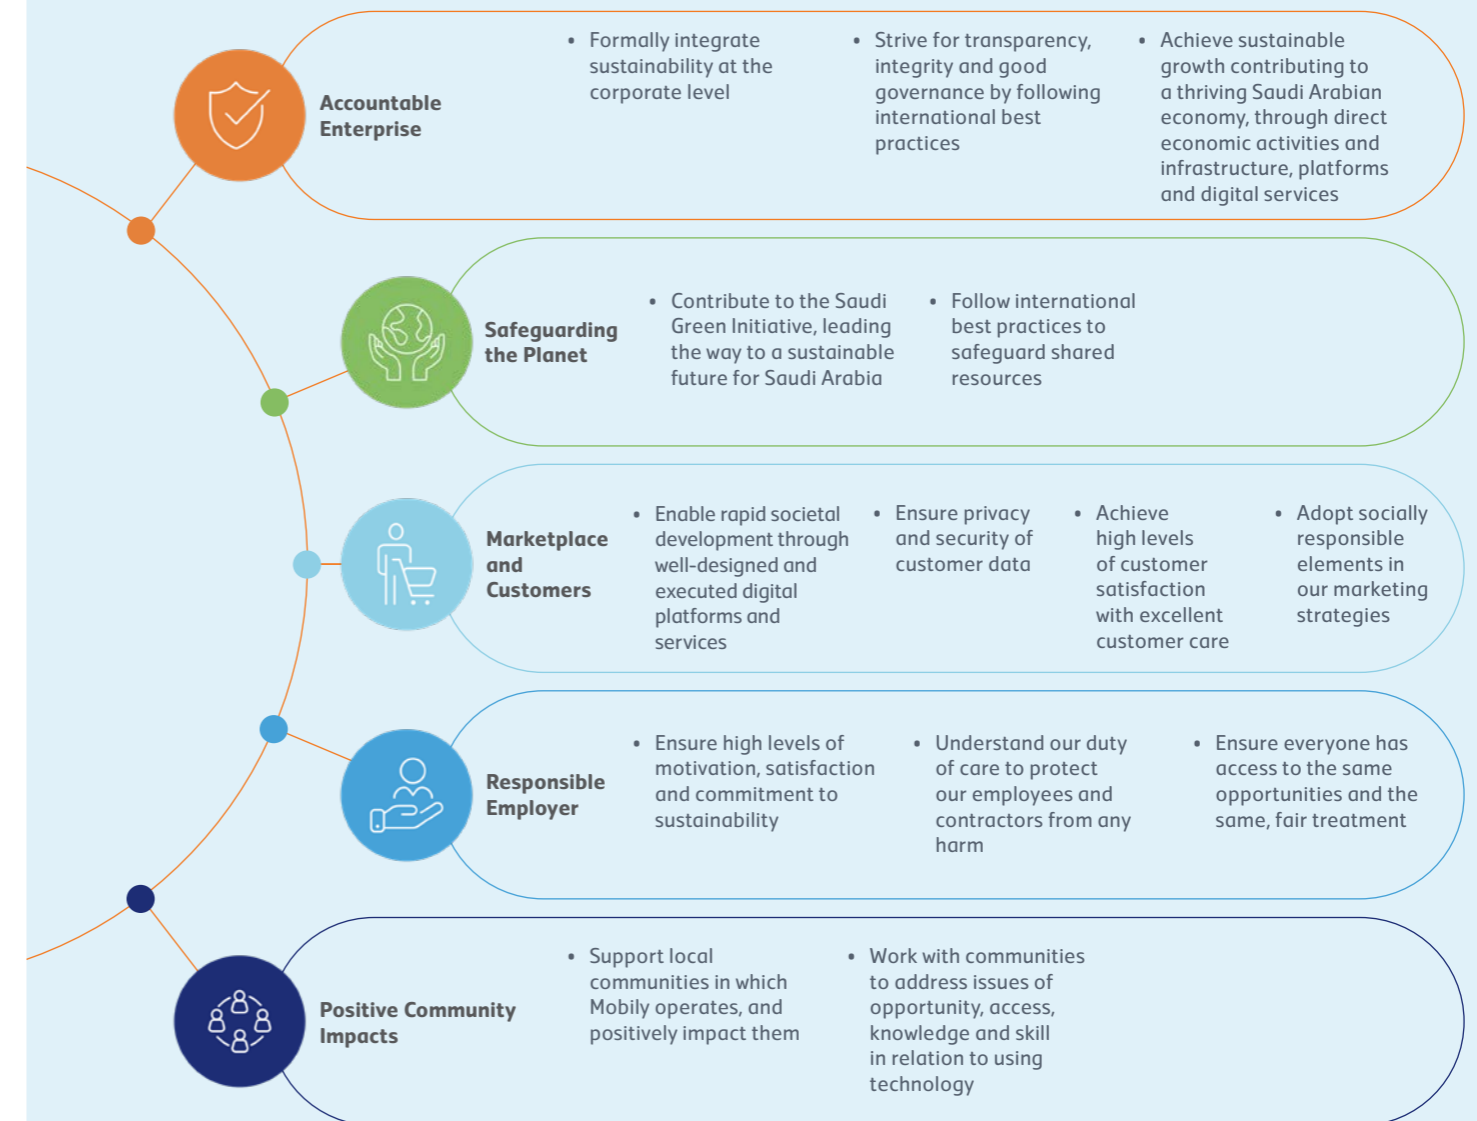 Accountable
Enterprise
• Formally integrate
sustainability at the
corporate level
• Strive for transparency,
integrity and good
governance by following
international best
practices
• Achieve sustainable
growth contributing to
a thriving Saudi Arabian
economy, through direct
economic activities and
infrastructure, platforms
and digital services
Safeguarding
the Planet
• Contribute to the Saudi
Green Initiative, leading
the way to a sustainable
future for Saudi Arabia
• Follow international
best practices to
safeguard shared
resources
Marketplace
and
Customers
• Enable rapid societal
development through
well-designed and
executed digital
platforms and
services
• Ensure privacy
and security of
customer data
• Achieve
high levels
of customer
satisfaction
with excellent
customer care
• Adopt socially
responsible
elements in
our marketing
strategies
Responsible
Employer
• Ensure high levels of
motivation, satisfaction
and commitment to
sustainability
• Understand our duty
of care to protect
our employees and
contractors from any
harm
• Ensure everyone has
access to the same
opportunities and the
same, fair treatment
Positive Community
Impacts
• Support local
communities in which
Mobily operates, and
positively impact them
• Work with communities
to address issues of
opportunity, access,
knowledge and skill
in relation to using
technology